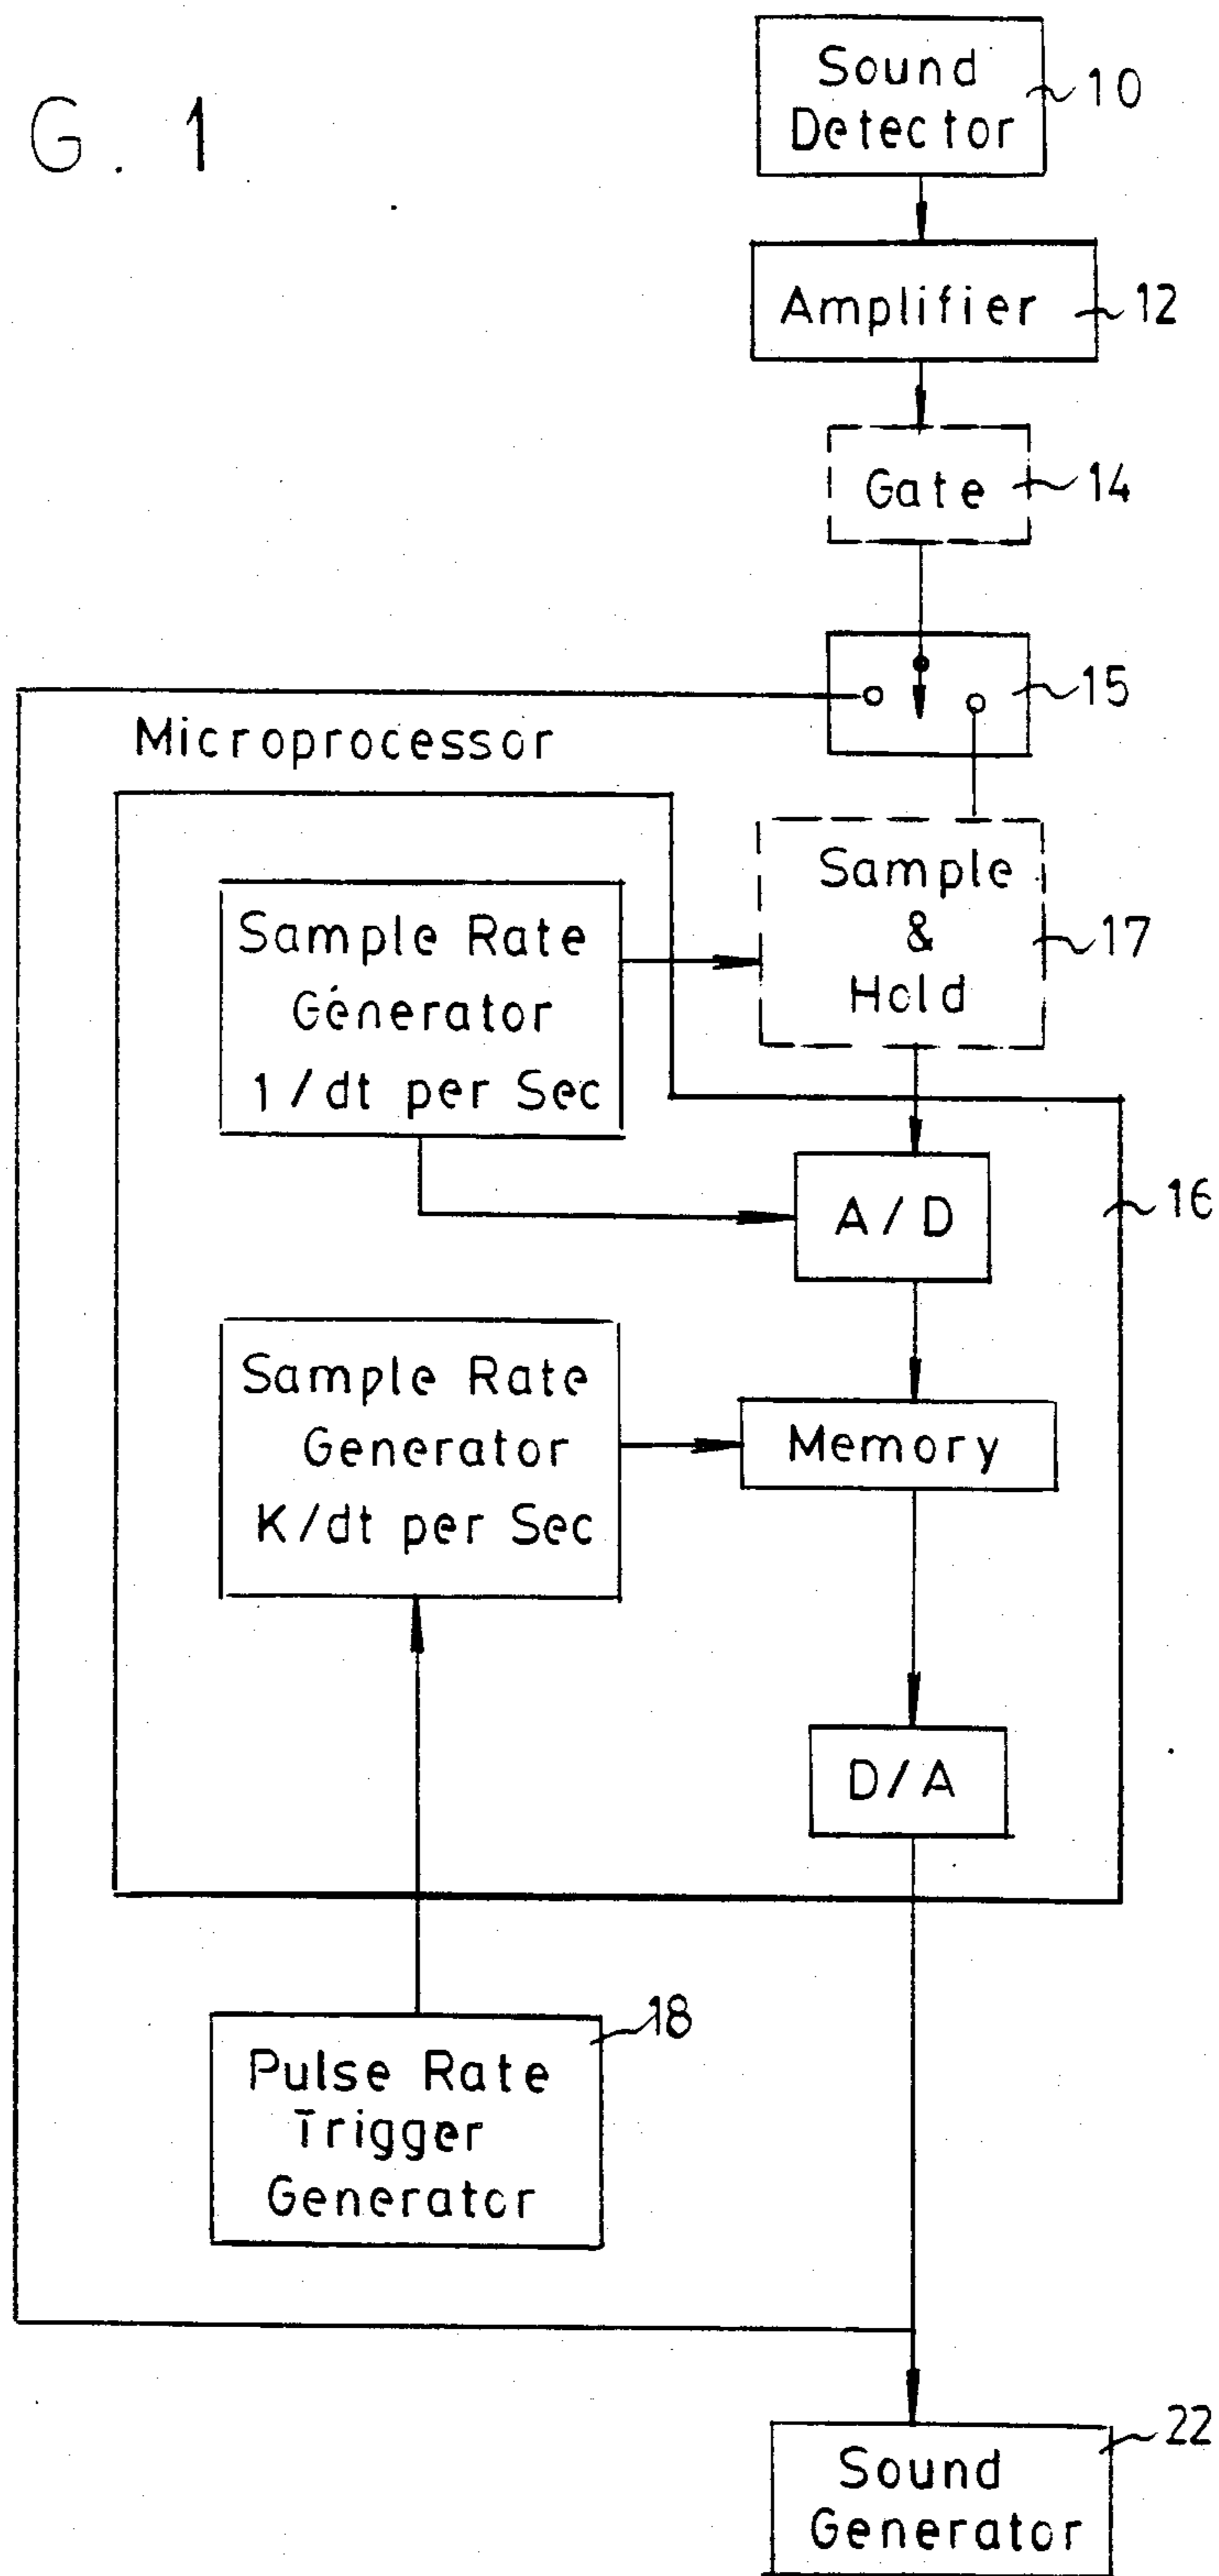 G. 1
Sound
Detector
10
Amplifier
12
Gate
14
15
Microprocessor
Sample
&
Hold
17
Sample Rate
Generator
1/dt per Sec
A/D
16
Sample Rate
Generator
K/dt per Sec
Memory
D/A
18
Pulse Rate
Trigger
Generator
22
Sound
Generator